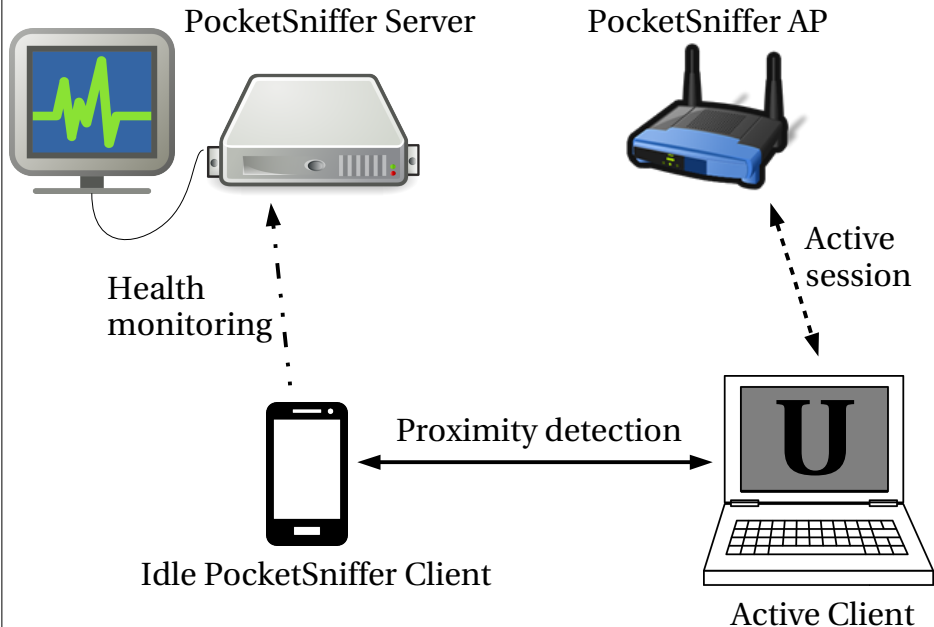 PocketSniffer Server
PocketSniffer AP
Active
session
Health
monitoring
U
Proximity detection
Idle PocketSniffer Client
Active Client